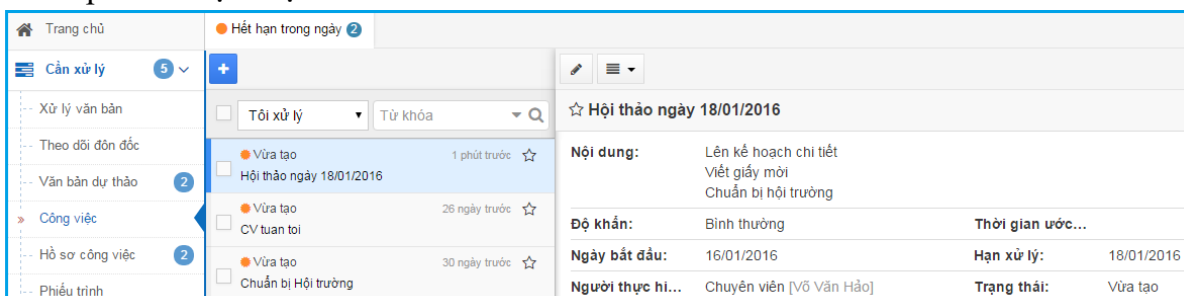 Trang chủ
Cần xử lý 5
Xử lý văn bản
Theo dõi đôn đốc
Văn bản dự thảo 2
Công việc
Hồ sơ công việc 2
Phiếu trình
Hết hạn trong ngày 2
Tôi xử lý Từ khóa
Vừa tạo 1 phút trước
Hội thảo ngày 18/01/2016
Vừa tạo 26 ngày trước
CV tuan toi
Vừa tạo 30 ngày trước
Chuẩn bị Hội trường
Hội thảo ngày 18/01/2016
Nội dung: Lên kế hoạch chi tiết
Viết giấy mời
Chuẩn bị hội trường
Độ khẩn: Bình thường Thời gian ước...
Ngày bắt đầu: 16/01/2016 Hạn xử lý: 18/01/2016
Người thực hi... Chuyên viên [Võ Văn Hảo] Trạng thái: Vừa tạo